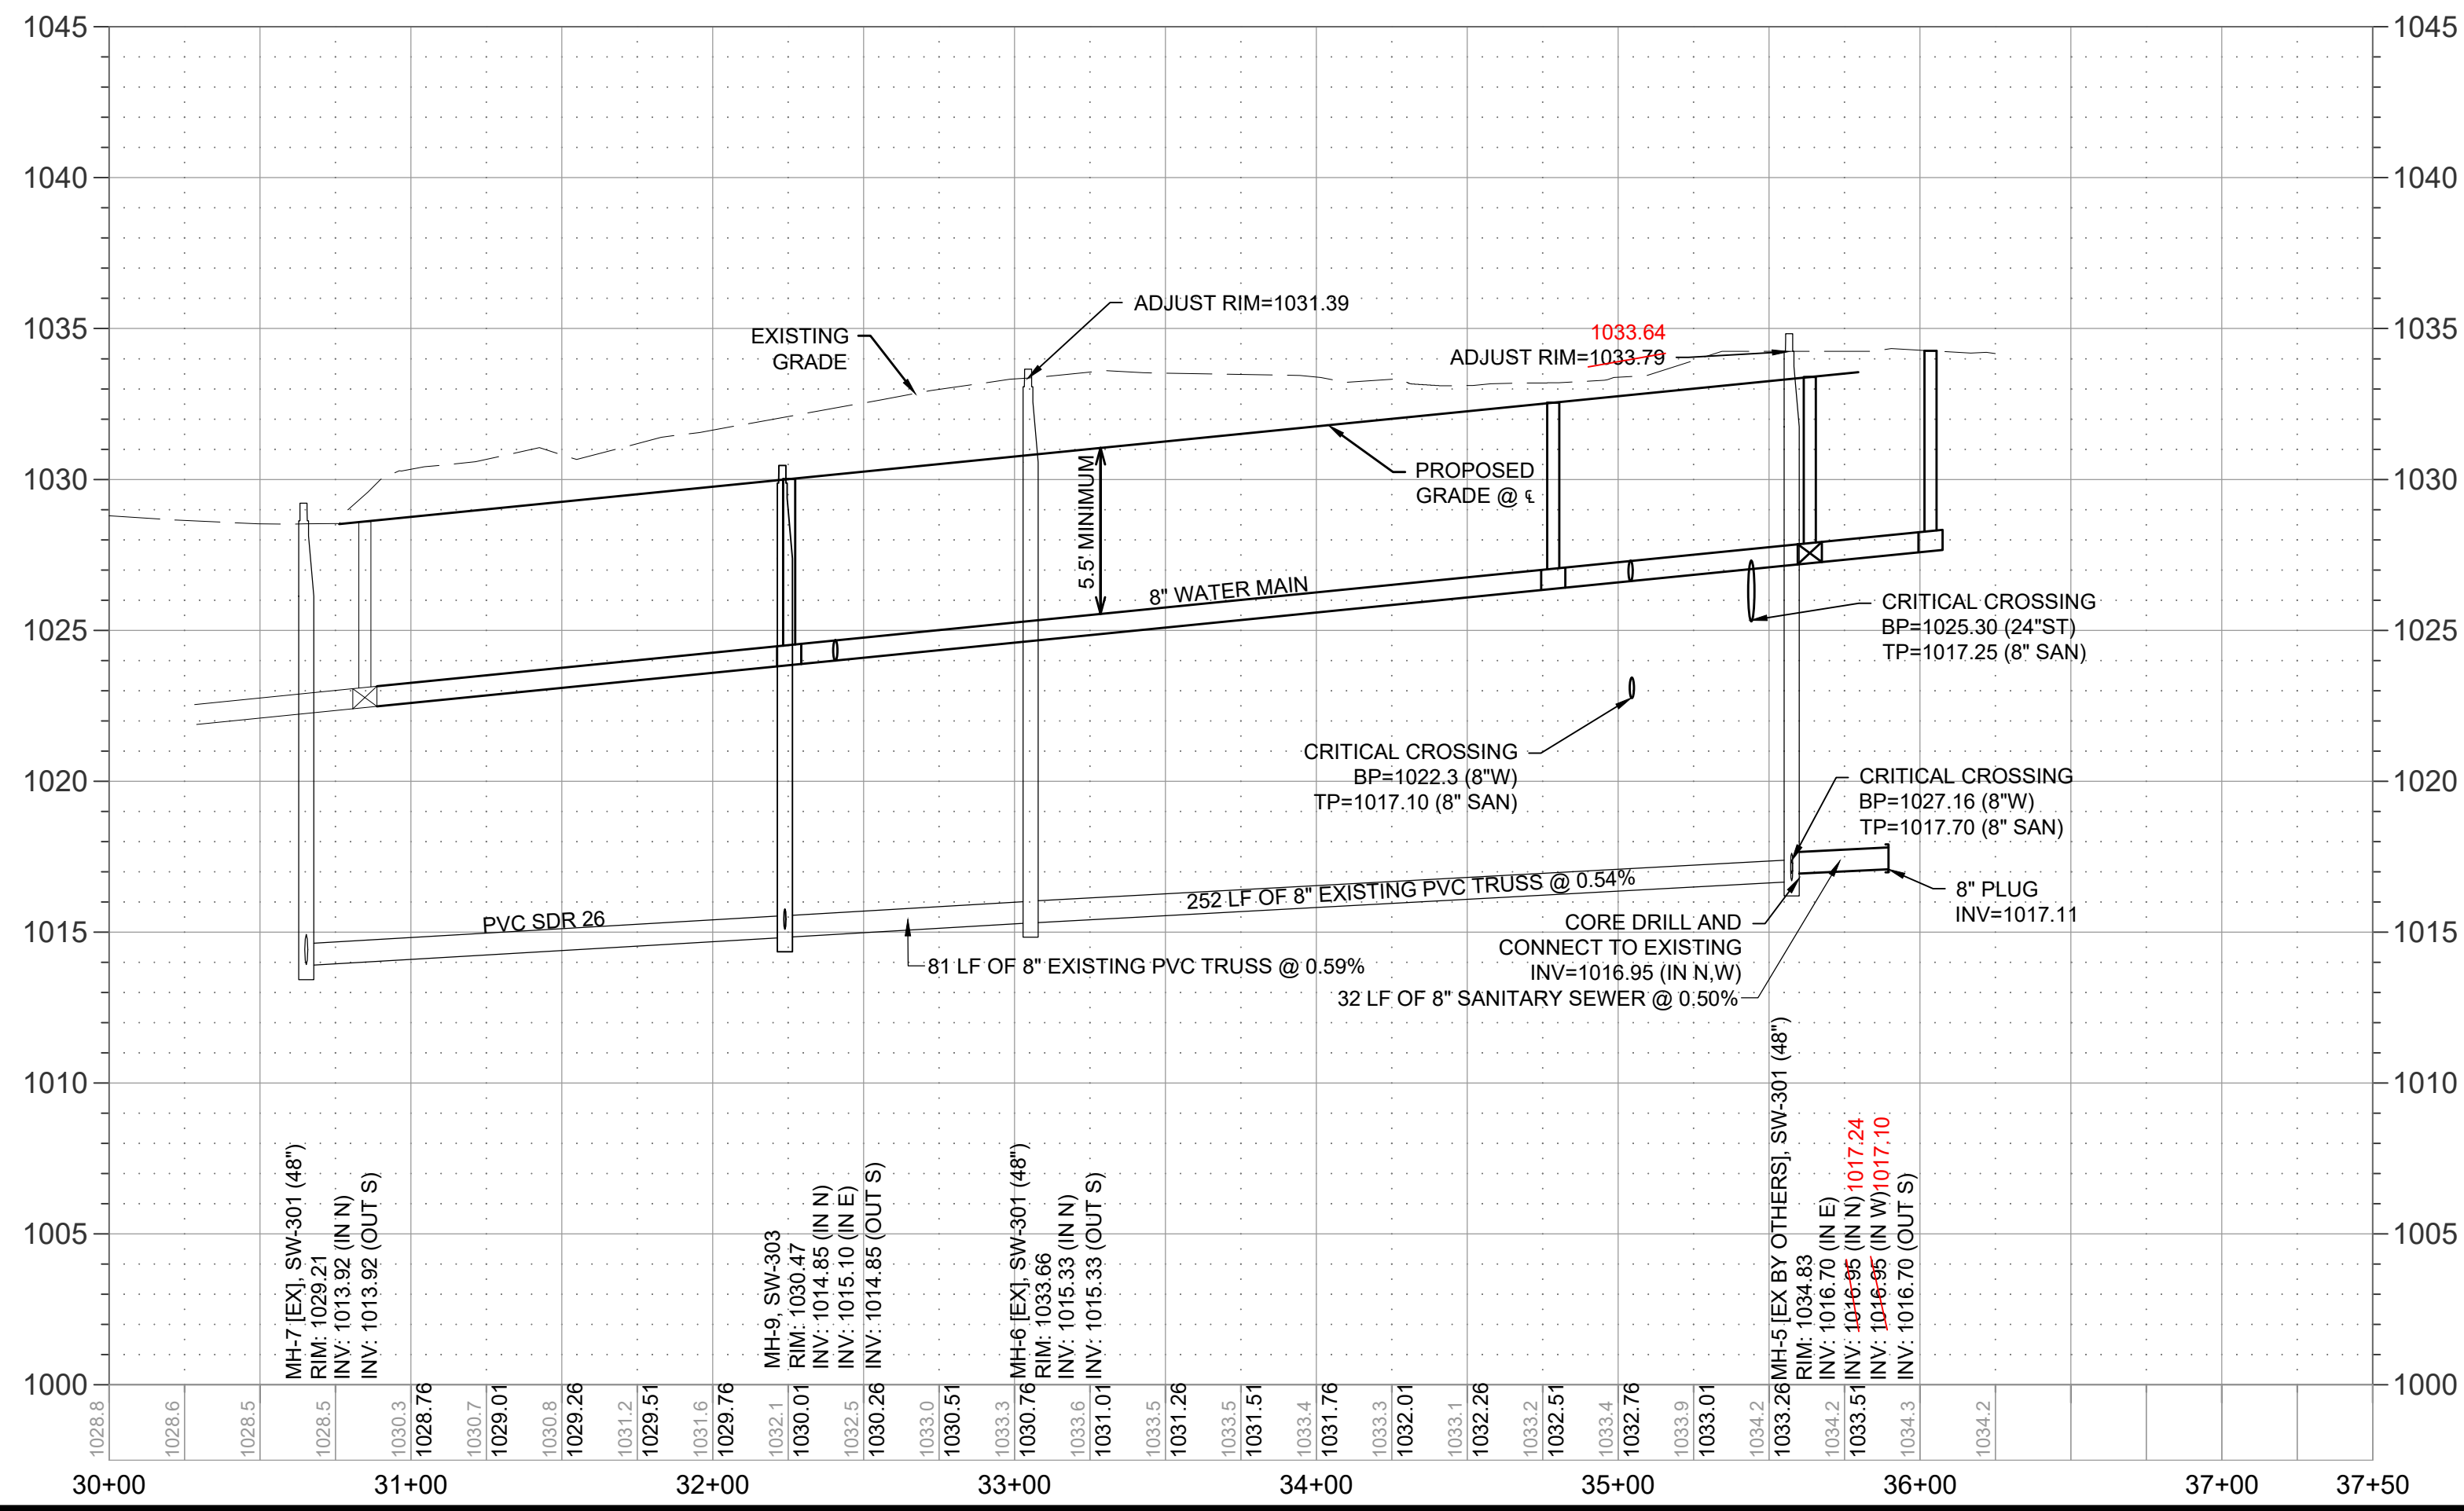 1045
1045
1040
1040
1035
1035
1030
1030
1025
1025
1020
1020
1015
1015
1010
1010
1005
1005
1000
1000
ADJUST RIM=1031.39
EXISTING
GRADE
1033.64
ADJUST RIM=1033.79
PROPOSED
GRADE @ ℄
5.5' MINIMUM
8" WATER MAIN
CRITICAL CROSSING
BP=1025.30 (24"ST)
TP=1017.25 (8" SAN)
CRITICAL CROSSING
BP=1022.3 (8"W)
TP=1017.10 (8" SAN)
CRITICAL CROSSING
BP=1027.16 (8"W)
TP=1017.70 (8" SAN)
PVC SDR 26
252 LF OF 8" EXISTING PVC TRUSS @ 0.54%
8" PLUG
INV=1017.11
81 LF OF 8" EXISTING PVC TRUSS @ 0.59%
CORE DRILL AND
CONNECT TO EXISTING
INV=1016.95 (IN N,W)
32 LF OF 8" SANITARY SEWER @ 0.50%
MH-7 [EX], SW-301 (48")
RIM: 1029.21
INV: 1013.92 (IN N)
INV: 1013.92 (OUT S)
MH-9, SW-303
RIM: 1030.47
INV: 1014.85 (IN N)
INV: 1015.10 (IN E)
INV: 1014.85 (OUT S)
MH-6 [EX], SW-301 (48")
RIM: 1033.66
INV: 1015.33 (IN N)
INV: 1015.33 (OUT S)
MH-5 [EX BY OTHERS], SW-301 (48")
RIM: 1034.83
INV: 1016.70 (IN E)
INV: 1016.95 (IN N) 1017.24
INV: 1016.95 (IN W) 1017.10
INV: 1016.70 (OUT S)
1028.8
1028.6
1028.5
1028.5
1030.3
1028.76
1030.7
1029.01
1030.8
1029.26
1031.2
1029.51
1031.6
1029.76
1032.1
1030.01
1032.5
1030.26
1033.0
1030.51
1033.3
1030.76
1033.6
1031.01
1033.5
1031.26
1033.5
1031.51
1033.4
1031.76
1033.3
1032.01
1033.1
1032.26
1033.2
1032.51
1033.4
1032.76
1033.9
1033.01
1034.2
1033.26
1034.2
1033.51
1034.3
1034.2
30+00
31+00
32+00
33+00
34+00
35+00
36+00
37+00
37+50